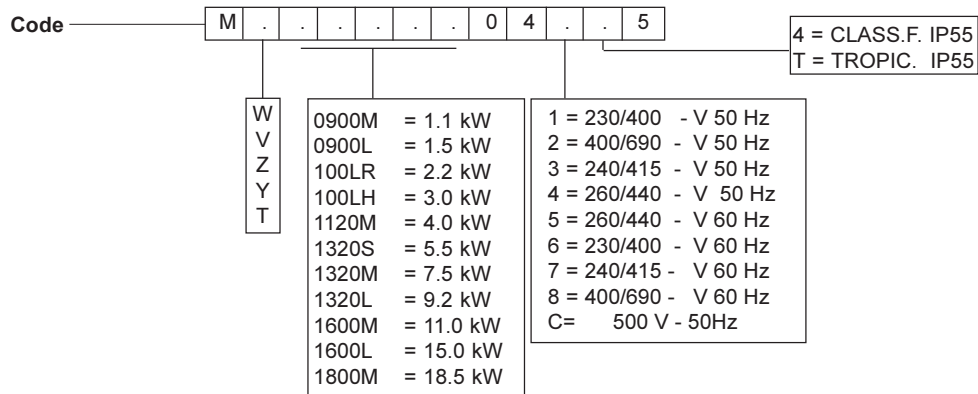 Code M . . . . . . 0 4 . . 5
4 = CLASS.F. IP55
T = TROPIC. IP55
W
V
Z
Y
T
0900M = 1.1 kW
0900L = 1.5 kW
100LR = 2.2 kW
100LH = 3.0 kW
1120M = 4.0 kW
1320S = 5.5 kW
1320M = 7.5 kW
1320L = 9.2 kW
1600M = 11.0 kW
1600L = 15.0 kW
1800M = 18.5 kW
1 = 230/400 - V 50 Hz
2 = 400/690 - V 50 Hz
3 = 240/415 - V 50 Hz
4 = 260/440 - V 50 Hz
5 = 260/440 - V 60 Hz
6 = 230/400 - V 60 Hz
7 = 240/415 - V 60 Hz
8 = 400/690 - V 60 Hz
C= 500 V - 50Hz